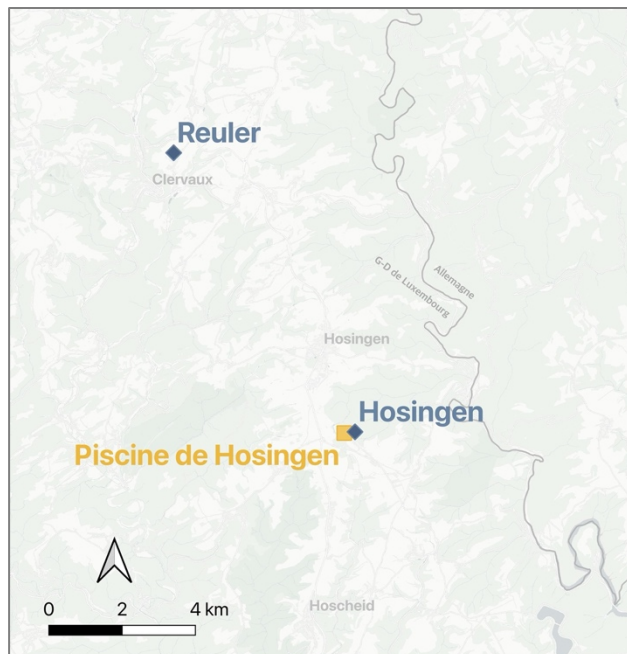 Reuler
Clervaux
Allemagne
G-D de Luxembourg
Hosingen
Hosingen
Piscine de Hosingen
Hoscheid
0 2 4 km